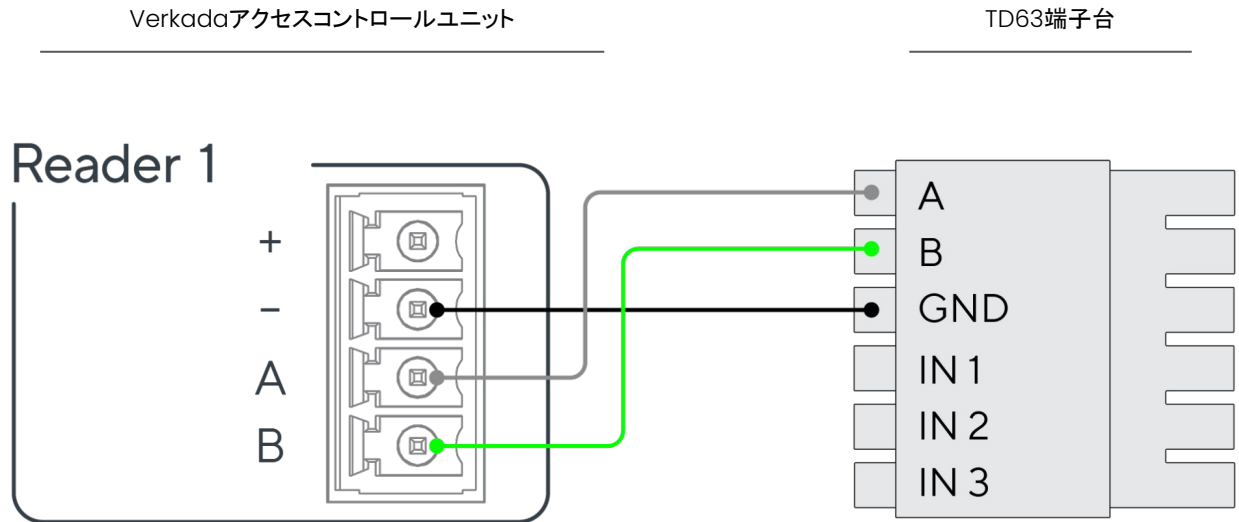 Verkadaアクセスコントロールユニット
TD63端子台
Reader 1
+
−
A
B
A
B
GND
IN 1
IN 2
IN 3